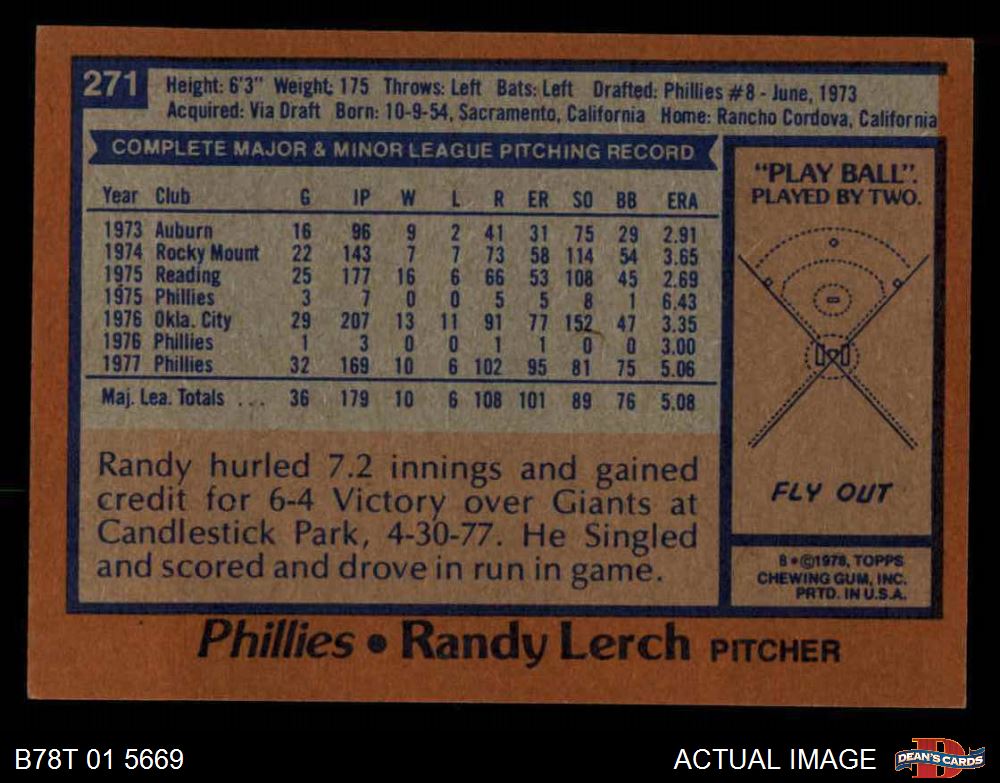 271
Height: 6'3" Weight: 175 Throws: Left Bats: Left Drafted: Phillies #8 - June, 1973
Acquired: Via Draft Born: 10-9-54, Sacramento, California Home: Rancho Cordova, California
COMPLETE MAJOR & MINOR LEAGUE PITCHING RECORD
Year Club G IP W L R ER SO BB ERA
1973 Auburn 16 96 9 2 41 31 75 29 2.91
1974 Rocky Mount 22 143 7 7 73 58 114 54 3.65
1975 Reading 25 177 16 6 66 53 108 45 2.69
1975 Phillies 3 7 0 0 5 5 8 1 6.43
1976 Okla. City 29 207 13 11 91 77 152 47 3.35
1976 Phillies 1 3 0 0 1 1 0 0 3.00
1977 Phillies 32 169 10 6 102 95 81 75 5.06
Maj. Lea. Totals ... 36 179 10 6 108 101 89 76 5.08
Randy hurled 7.2 innings and gained
credit for 6-4 Victory over Giants at
Candlestick Park, 4-30-77. He Singled
and scored and drove in run in game.
"PLAY BALL".
PLAYED BY TWO.
FLY OUT
8•©1978, TOPPS
CHEWING GUM, INC.
PRTD. IN U.S.A.
Phillies • Randy Lerch PITCHER
B78T 01 5669
ACTUAL IMAGE
D
DEAN'S CARDS